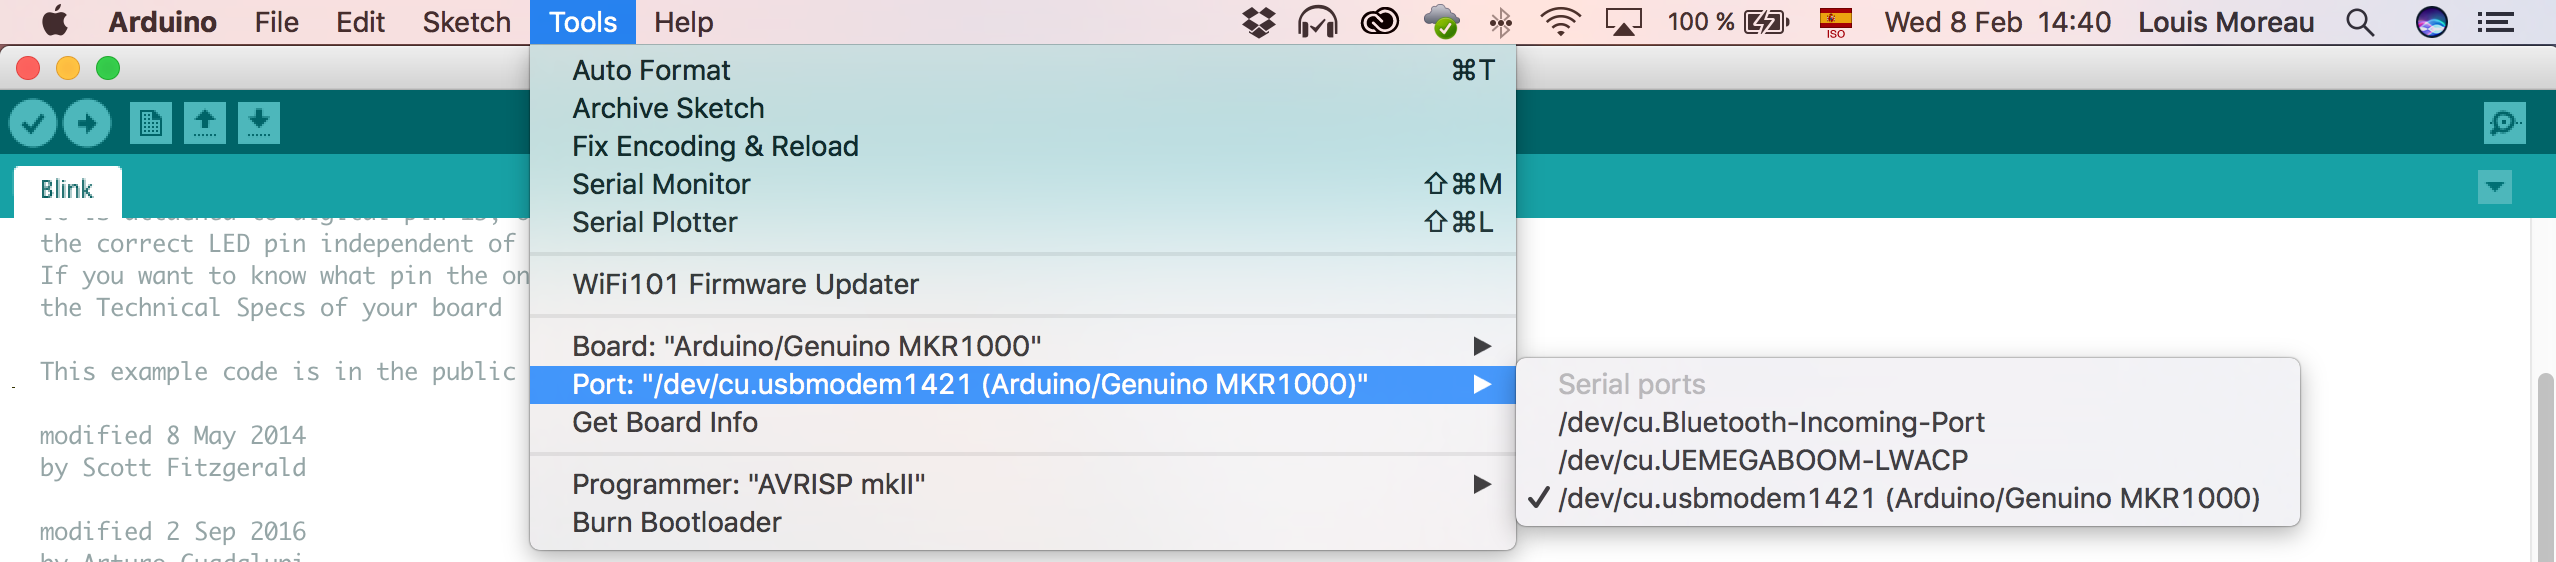 Arduino File Edit Sketch Tools Help 100 % ISO Wed 8 Feb 14:40 Louis Moreau
Auto Format ⌘T
Archive Sketch
Fix Encoding & Reload
Serial Monitor ⇧⌘M
Serial Plotter ⇧⌘L
WiFi101 Firmware Updater
Board: "Arduino/Genuino MKR1000"
Port: "/dev/cu.usbmodem1421 (Arduino/Genuino MKR1000)"
Get Board Info
Programmer: "AVRISP mkII"
Burn Bootloader
Serial ports
/dev/cu.Bluetooth-Incoming-Port
/dev/cu.UEMEGABOOM-LWACP
✓ /dev/cu.usbmodem1421 (Arduino/Genuino MKR1000)
Blink
the correct LED pin independent of
If you want to know what pin the on
the Technical Specs of your board
This example code is in the public
modified 8 May 2014
by Scott Fitzgerald
modified 2 Sep 2016